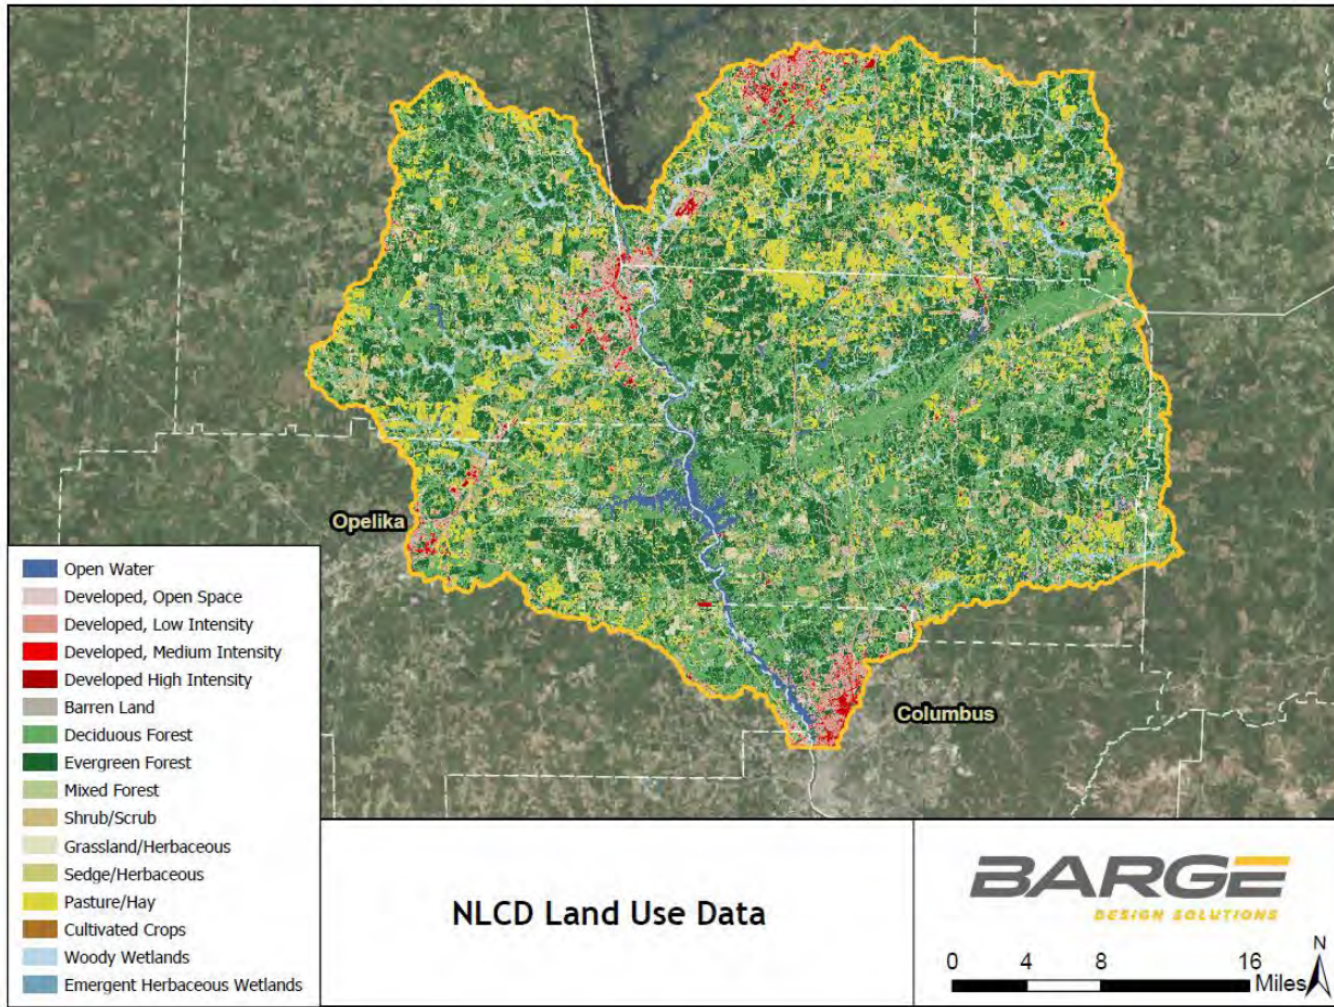 Opelika
Columbus
Open Water
Developed, Open Space
Developed, Low Intensity
Developed, Medium Intensity
Developed High Intensity
Barren Land
Deciduous Forest
Evergreen Forest
Mixed Forest
Shrub/Scrub
Grassland/Herbaceous
Sedge/Herbaceous
Pasture/Hay
Cultivated Crops
Woody Wetlands
Emergent Herbaceous Wetlands
NLCD Land Use Data
BARGE
DESIGN SOLUTIONS
N
0 4 8 16
Miles